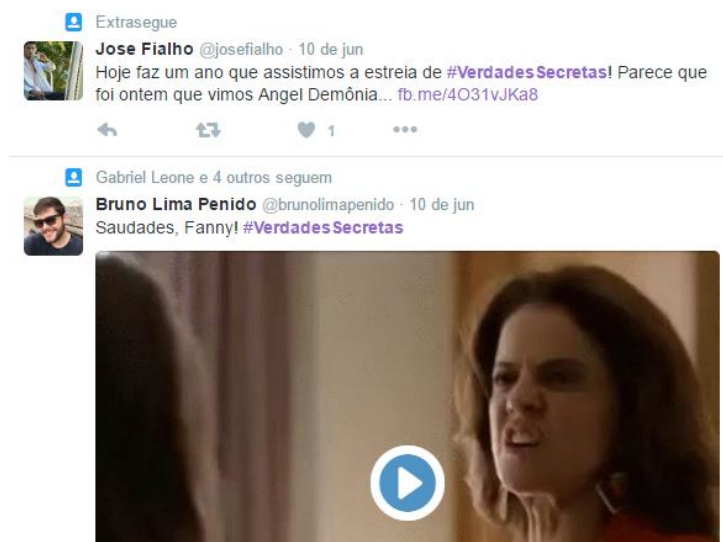 Extrasegue
Jose Fialho @josefialho · 10 de jun
Hoje faz um ano que assistimos a estreia de #VerdadesSecretas! Parece que
foi ontem que vimos Angel Demônia... fb.me/4O31vJKa8
1
Gabriel Leone e 4 outros seguem
Bruno Lima Penido @brunolimapenido · 10 de jun
Saudades, Fanny! #VerdadesSecretas